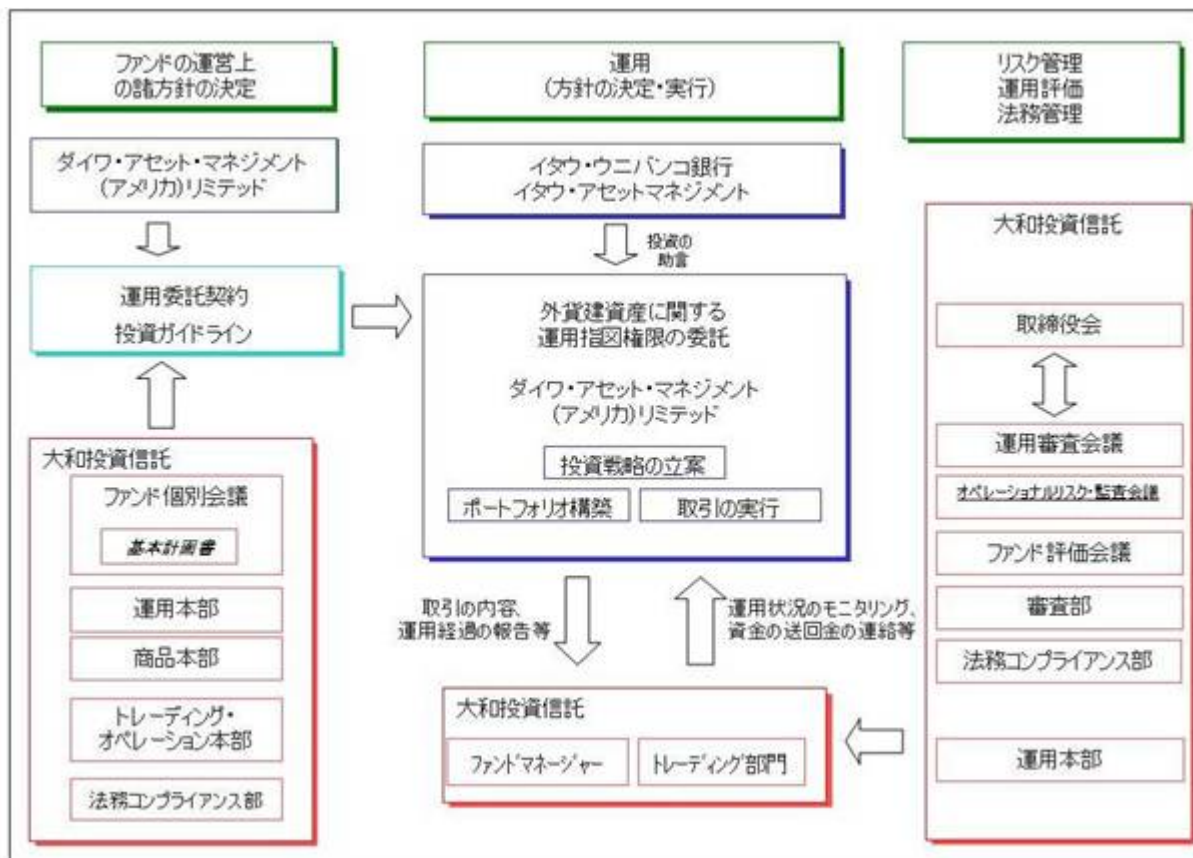 ファンドの運営上
の諸方針の決定
ダイワ・アセット・マネジメント
(アメリカ)リミテッド
運用委託契約
投資ガイドライン
大和投資信託
ファンド個別会議
基本計画書
運用本部
商品本部
トレーディング・
オペレーション本部
法務コンプライアンス部
運用
(方針の決定・実行)
イタウ・ウニバンコ銀行
イタウ・アセットマネジメント
投資の
助言
外貨建資産に関する
運用指図権限の委託
ダイワ・アセット・マネジメント
(アメリカ)リミテッド
投資戦略の立案
ポートフォリオ構築
取引の実行
取引の内容、
運用経過の報告等
運用状況のモニタリング、
資金の送回金の連絡等
大和投資信託
ファンドマネージャー
トレーディング部門
リスク管理
運用評価
法務管理
大和投資信託
取締役会
運用審査会議
オペレーショナルリスク・監査会議
ファンド評価会議
審査部
法務コンプライアンス部
運用本部